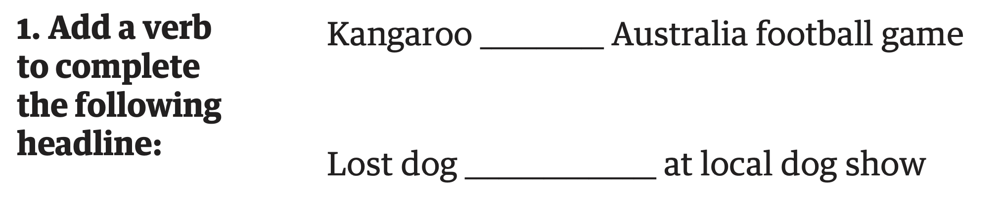 1. Add a verb
to complete
the following
headline:
Kangaroo ________ Australia football game
Lost dog ____________ at local dog show